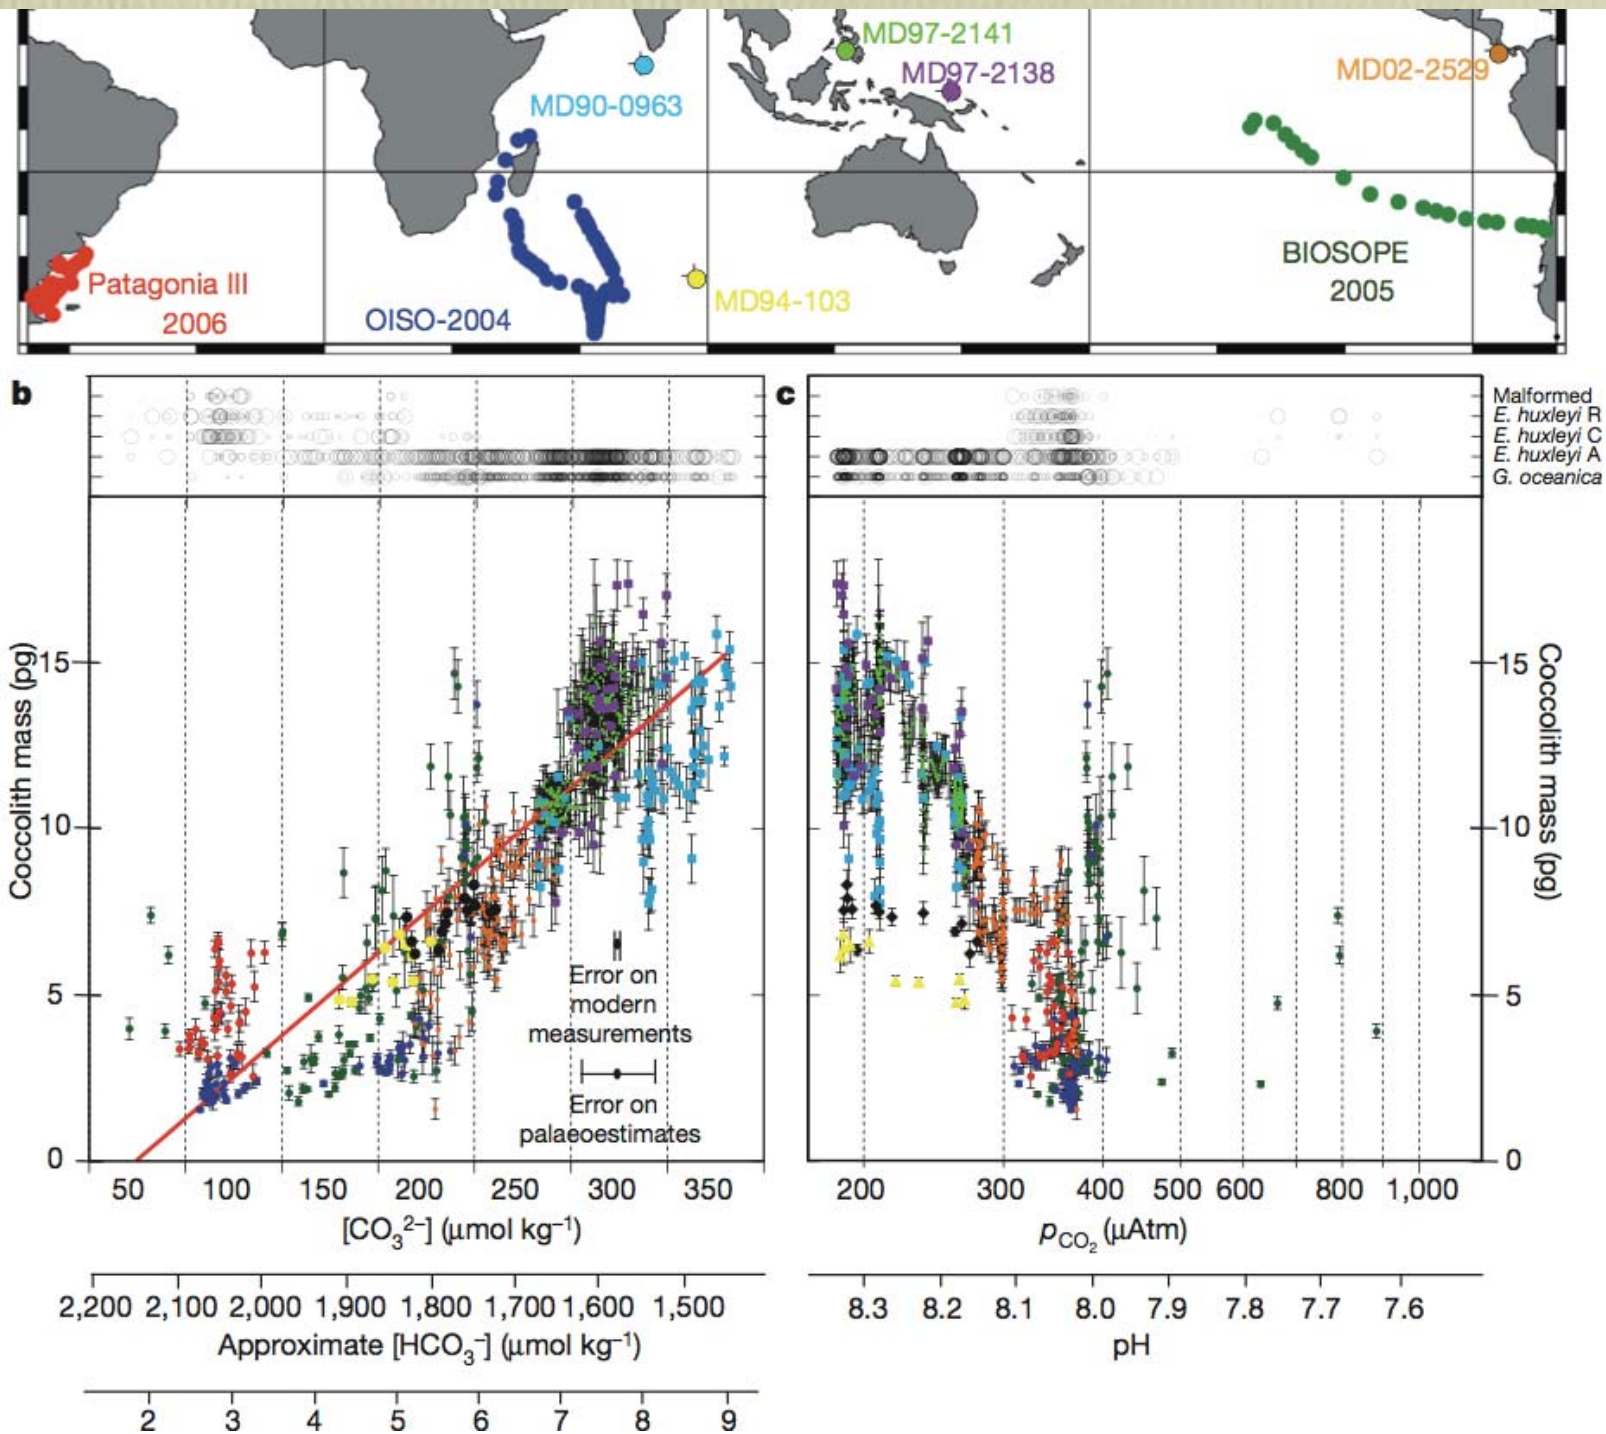 MD97-2141
MD97-2138
MD02-2529
MD90-0963
Patagonia III
2006
OISO-2004
MD94-103
BIOSOPE
2005
b
c
Malformed
E. huxleyi R
E. huxleyi C
E. huxleyi A
G. oceanica
Coccolith mass (pg)
15
10
5
0
Error on
modern
measurements
Error on
palaeoestimates
50 100 150 200 250 300 350
[CO₃²⁻] (μmol kg⁻¹)
2,200 2,100 2,000 1,900 1,800 1,700 1,600 1,500
Approximate [HCO₃⁻] (μmol kg⁻¹)
2 3 4 5 6 7 8 9
15
10
5
0
Coccolith mass (pg)
200 300 400 500 600 800 1,000
pCO₂ (μAtm)
8.3 8.2 8.1 8.0 7.9 7.8 7.7 7.6
pH